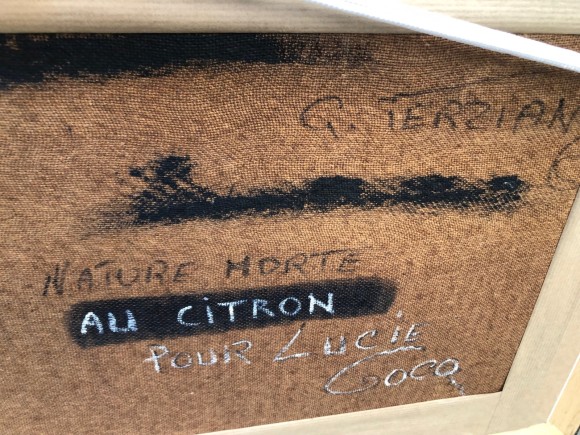 G. TERZIAN
NATURE MORTE
AU CITRON
POUR LUCIE
COCO